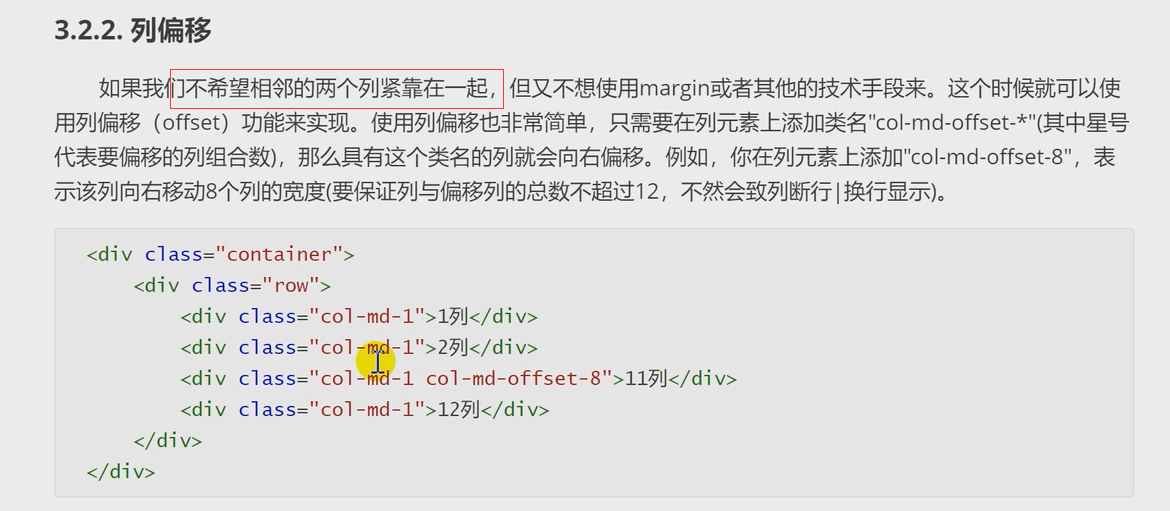 3.2.2. 列偏移
如果我们不希望相邻的两个列紧靠在一起，但又不想使用margin或者其他的技术手段来。这个时候就可以使
用列偏移（offset）功能来实现。使用列偏移也非常简单，只需要在列元素上添加类名"col-md-offset-*"(其中星号
代表要偏移的列组合数)，那么具有这个类名的列就会向右偏移。例如，你在列元素上添加"col-md-offset-8"，表
示该列向右移动8个列的宽度(要保证列与偏移列的总数不超过12，不然会致列断行|换行显示)。
<div class="container">
<div class="row">
<div class="col-md-1">1列</div>
<div class="col-md-1">2列</div>
<div class="col-md-1 col-md-offset-8">11列</div>
<div class="col-md-1">12列</div>
</div>
</div>